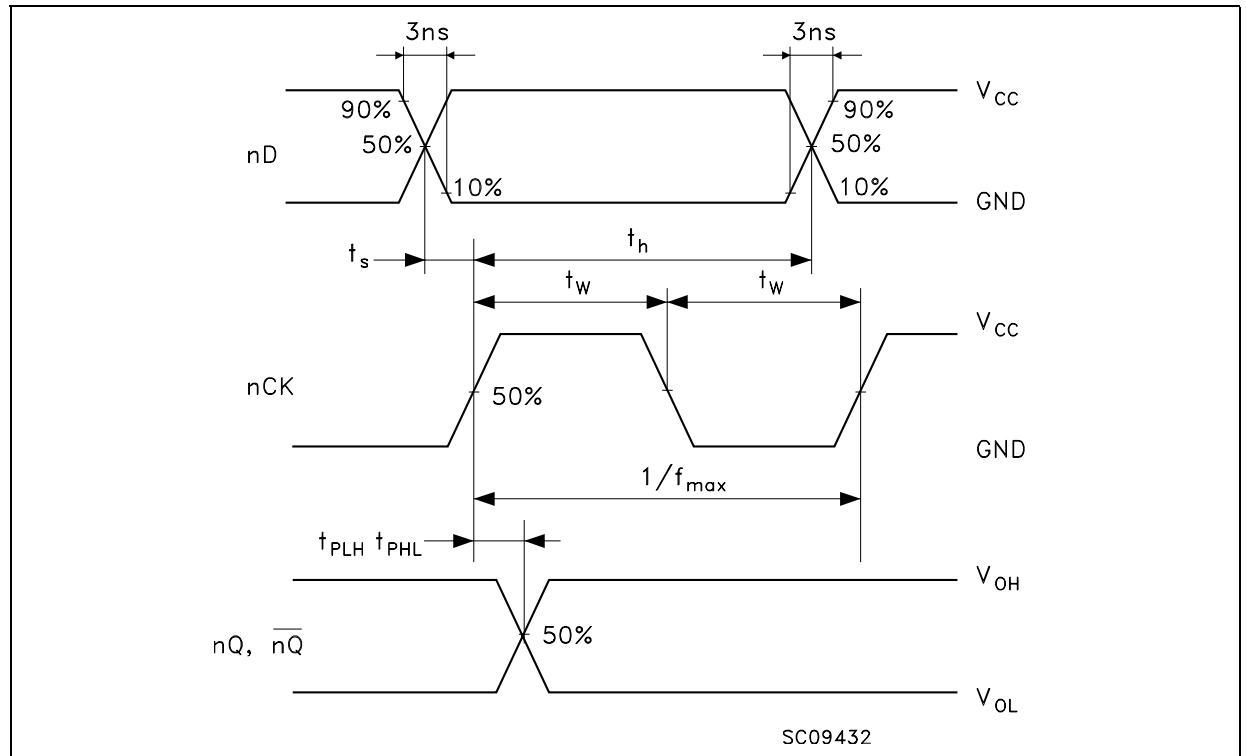 3ns 3ns
V_CC
90% 90%
nD 50% 50%
10% 10%
GND
t_s t_h
t_W t_W
V_CC
nCK 50%
GND
1/f_max
t_PLH t_PHL
V_OH
nQ, n̅Q̅ 50%
V_OL
SC09432